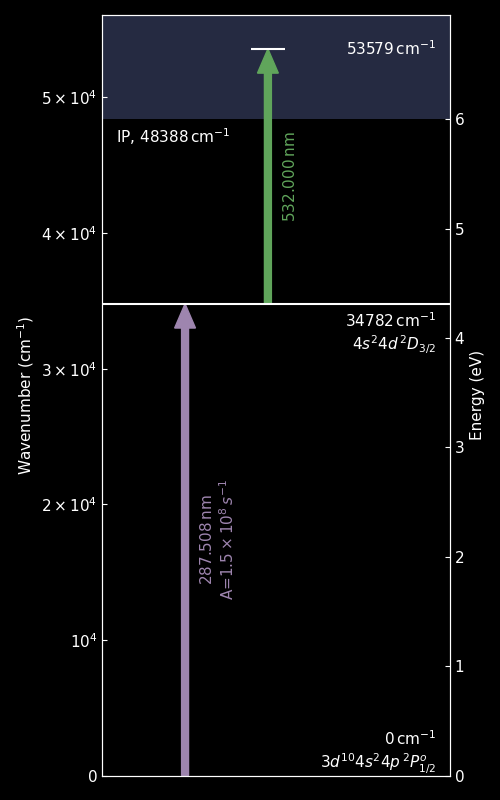 53579 cm⁻¹
5 × 10⁴
6
IP, 48388 cm⁻¹
532.000 nm
4 × 10⁴
5
34782 cm⁻¹
4s²4d ²D₃/₂
4
Wavenumber (cm⁻¹)
3 × 10⁴
Energy (eV)
3
287.508 nm
A=1.5 × 10⁸ s⁻¹
2 × 10⁴
2
10⁴
1
0 cm⁻¹
3d¹⁰4s²4p ²Pᵒ₁/₂
0
0